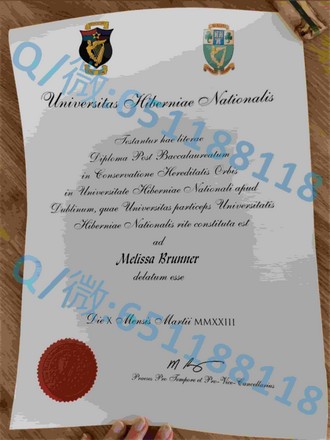 Universitas Hiberniae Nationalis
Testantur hae literae
Diploma Post Baccalaureatum
in Conservatione Hereditatis Orbis
in Universitate Hiberniae Nationali apud
Dublinum, quae Universitas particeps Universitatis
Hiberniae Nationalis rite constituta est
ad
Melissa Brunner
delatum esse
Die X Mensis Martii MMXXIII
Praeses Pro Tempore et Pro-Vice-Cancellarius
Q/微:651188118
Q/微:651188118